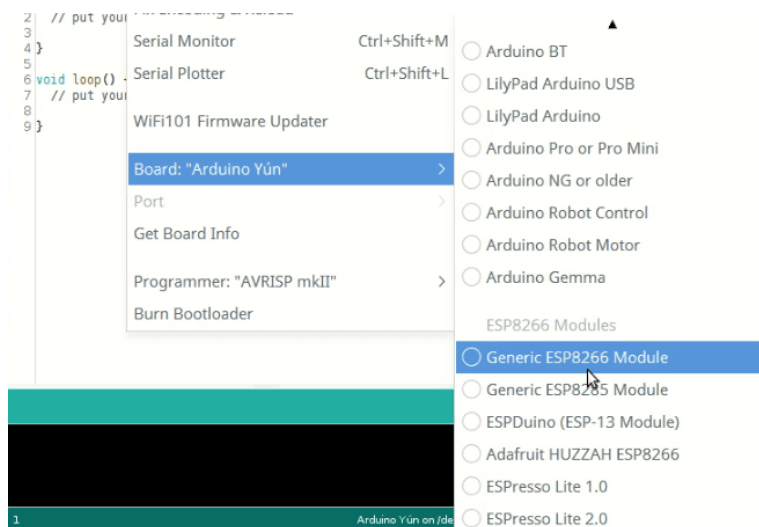 2 // put your
3
4 }
5
6 void loop()
7 // put your
8
9 }
Serial Monitor Ctrl+Shift+M
Serial Plotter Ctrl+Shift+L
WiFi101 Firmware Updater
Board: "Arduino Yún"
Port
Get Board Info
Programmer: "AVRISP mkII"
Burn Bootloader
Arduino BT
LilyPad Arduino USB
LilyPad Arduino
Arduino Pro or Pro Mini
Arduino NG or older
Arduino Robot Control
Arduino Robot Motor
Arduino Gemma
ESP8266 Modules
Generic ESP8266 Module
Generic ESP8285 Module
ESPDuino (ESP-13 Module)
Adafruit HUZZAH ESP8266
ESPresso Lite 1.0
ESPresso Lite 2.0
1 Arduino Yún on /de